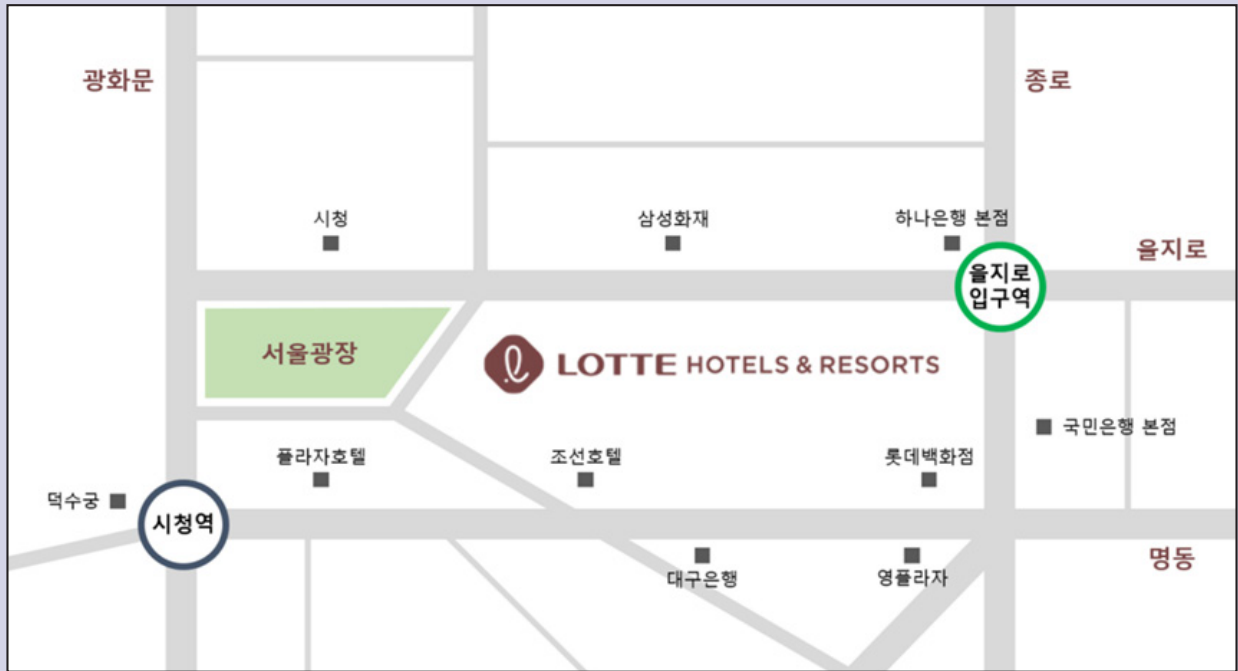 광화문
종로
시청
삼성화재
하나은행 본점
을지로
을지로
입구역
서울광장
LOTTE HOTELS & RESORTS
국민은행 본점
플라자호텔
조선호텔
롯데백화점
덕수궁
시청역
대구은행
영플라자
명동